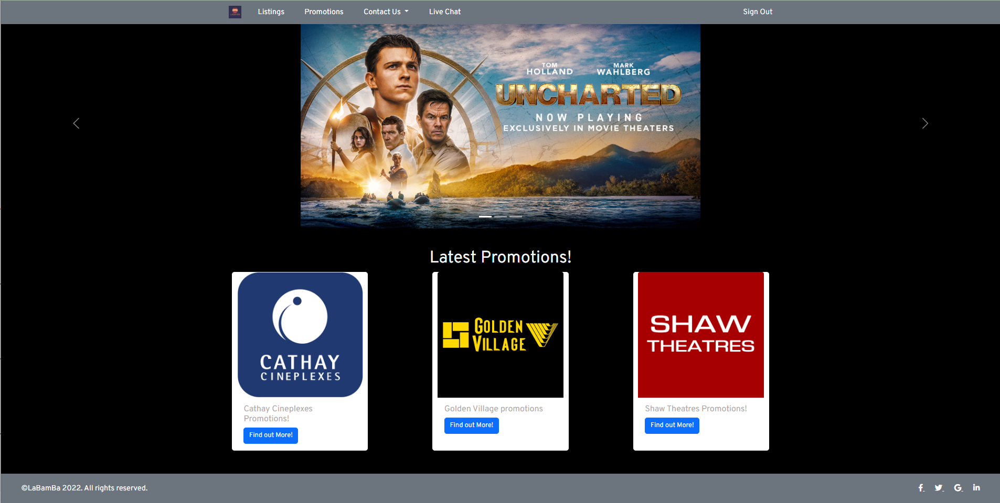 Listings Promotions Contact Us Live Chat Sign Out
TOM MARK
HOLLAND WAHLBERG
UNCHARTED
NOW PLAYING
EXCLUSIVELY IN MOVIE THEATERS
Latest Promotions!
CATHAY
CINEPLEXES
GOLDEN
VILLAGE
SHAW
THEATRES
Cathay Cineplexes
Promotions!
Find out More!
Golden Village promotions
Find out More!
Shaw Theatres Promotions!
Find out More!
©LaBamBa 2022. All rights reserved.